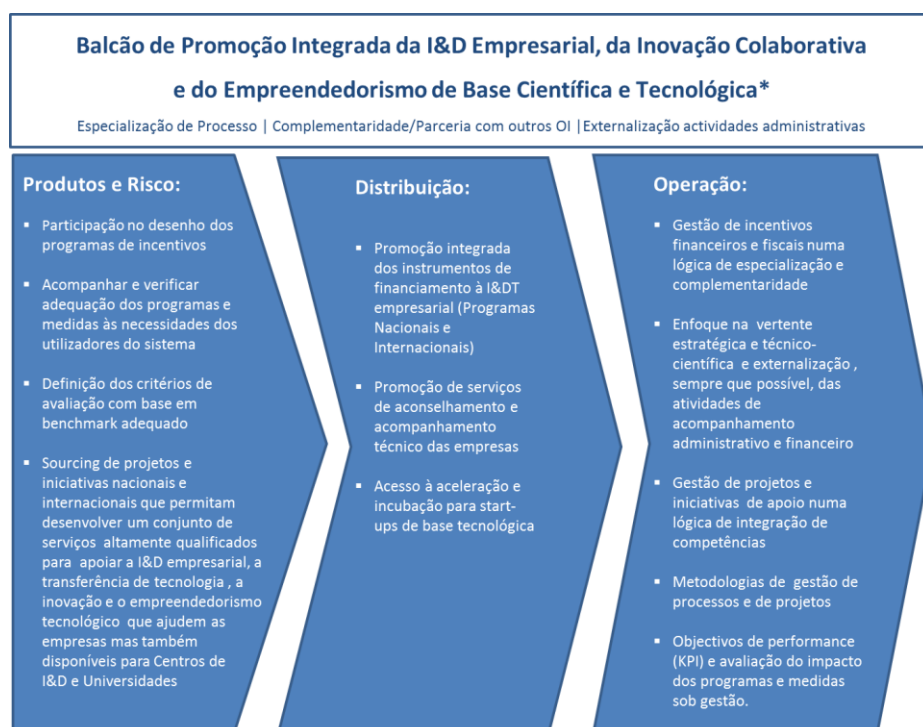 Balcão de Promoção Integrada da I&D Empresarial, da Inovação Colaborativa
e do Empreendedorismo de Base Científica e Tecnológica*
Especialização de Processo | Complementaridade/Parceria com outros OI |Externalização actividades administrativas
Produtos e Risco:
▪ Participação no desenho dos
programas de incentivos
▪ Acompanhar e verificar
adequação dos programas e
medidas às necessidades dos
utilizadores do sistema
▪ Definição dos critérios de
avaliação com base em
benchmark adequado
▪ Sourcing de projetos e
iniciativas nacionais e
internacionais que permitam
desenvolver um conjunto de
serviços altamente qualificados
para apoiar a I&D empresarial, a
transferência de tecnologia , a
inovação e o empreendedorismo
tecnológico que ajudem as
empresas mas também
disponíveis para Centros de
I&D e Universidades
Distribuição:
▪ Promoção integrada
dos instrumentos de
financiamento à I&DT
empresarial (Programas
Nacionais e
Internacionais)
▪ Promoção de serviços
de aconselhamento e
acompanhamento
técnico das empresas
▪ Acesso à aceleração e
incubação para start-
ups de base tecnológica
Operação:
▪ Gestão de incentivos
financeiros e fiscais numa
lógica de especialização e
complementaridade
▪ Enfoque na vertente
estratégica e técnico-
científica e externalização ,
sempre que possível, das
atividades de
acompanhamento
administrativo e financeiro
▪ Gestão de projetos e
iniciativas de apoio numa
lógica de integração de
competências
▪ Metodologias de gestão de
processos e de projetos
▪ Objectivos de performance
(KPI) e avaliação do impacto
dos programas e medidas
sob gestão.